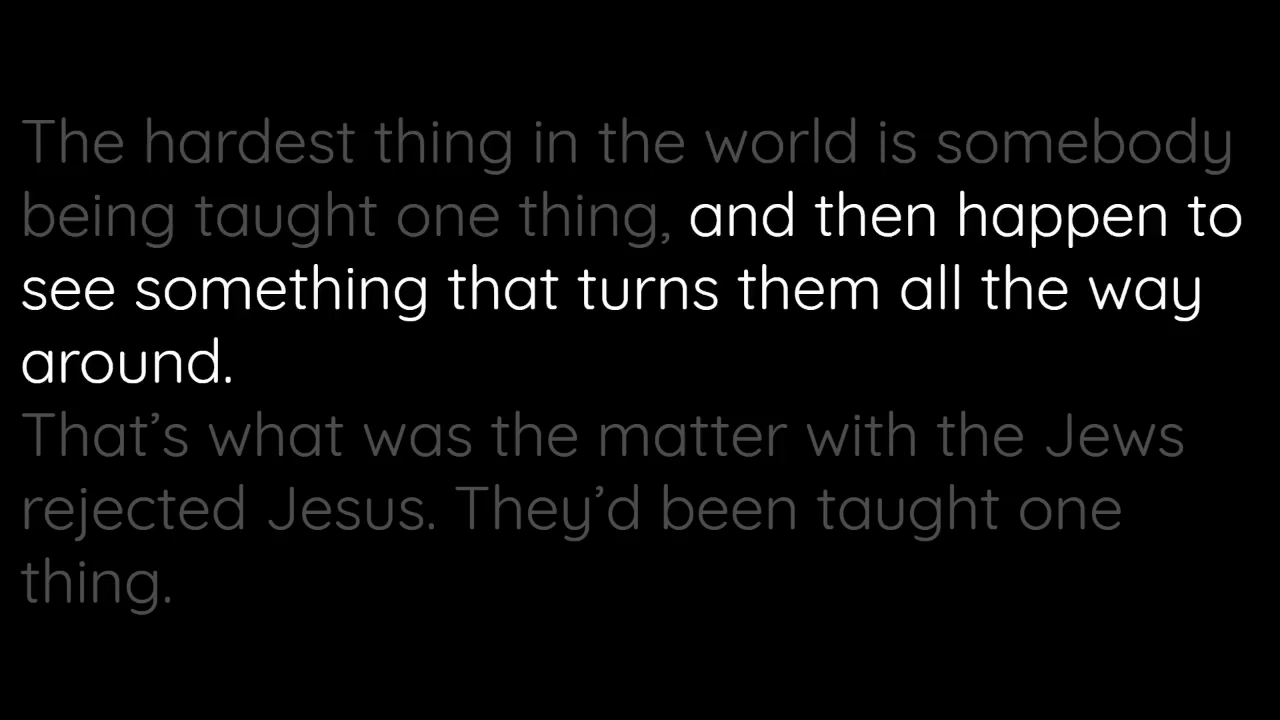 The hardest thing in the world is somebody
being taught one thing, and then happen to
see something that turns them all the way
around.
That’s what was the matter with the Jews
rejected Jesus. They’d been taught one
thing.